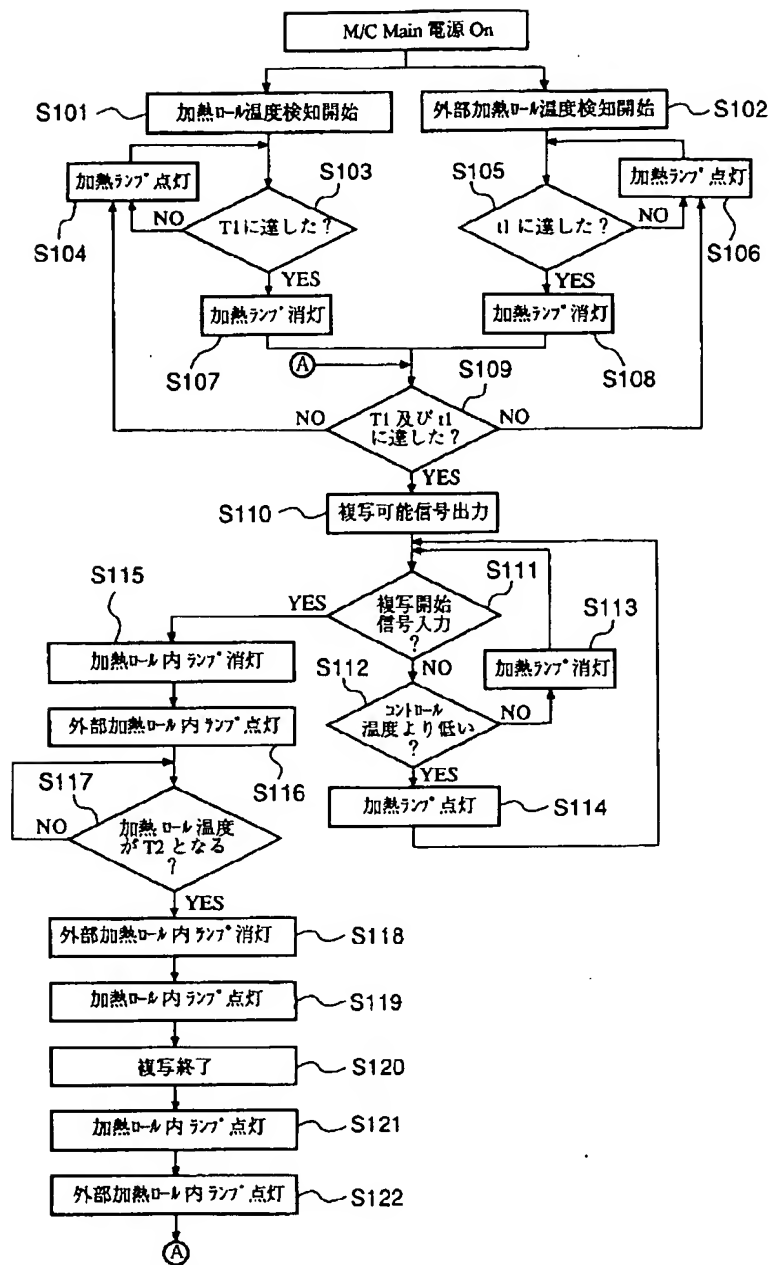 M/C Main 電源 On
S101
加熱ﾛｰﾙ温度検知開始
外部加熱ﾛｰﾙ温度検知開始
S102
加熱ﾗﾝﾌﾟ点灯
S103
S105
加熱ﾗﾝﾌﾟ点灯
NO
T1に達した?
t1に達した?
NO
S104
S106
YES
YES
加熱ﾗﾝﾌﾟ消灯
加熱ﾗﾝﾌﾟ消灯
S107
A
S109
S108
NO
T1 及び t1
に達した?
NO
YES
S110
複写可能信号出力
S115
YES
複写開始
信号入力
?
S111
S113
加熱ﾛｰﾙ内ﾗﾝﾌﾟ消灯
S112
NO
加熱ﾗﾝﾌﾟ消灯
外部加熱ﾛｰﾙ内ﾗﾝﾌﾟ点灯
ｺﾝﾄﾛｰﾙ
温度より低い
?
NO
S117
S116
YES
加熱ﾗﾝﾌﾟ点灯
S114
NO
加熱ﾛｰﾙ温度
がT2となる
?
YES
外部加熱ﾛｰﾙ内ﾗﾝﾌﾟ消灯
S118
加熱ﾛｰﾙ内ﾗﾝﾌﾟ点灯
S119
複写終了
S120
加熱ﾛｰﾙ内ﾗﾝﾌﾟ点灯
S121
外部加熱ﾛｰﾙ内ﾗﾝﾌﾟ点灯
S122
A